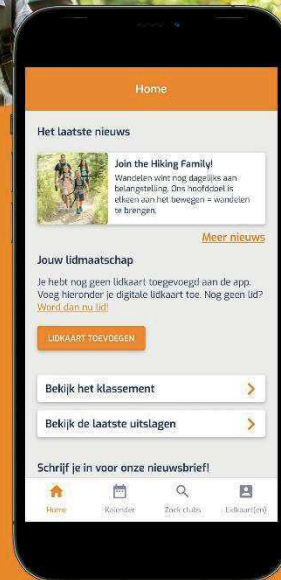 Home
Het laatste nieuws
Join the Hiking Family!
Wandelen wint nog dagelijks aan
belangstelling. Ons hoofddoel is
elkeen aan het bewegen = wandelen
te brengen.
Meer nieuws
Jouw lidmaatschap
Je hebt nog geen lidkaart toegevoegd aan de app.
Voeg hieronder je digitale lidkaart toe. Nog geen lid?
Word dan nu lid!
LIDKAART TOEVOEGEN
Bekijk het klassement
Bekijk de laatste uitslagen
Schrijf je in voor onze nieuwsbrief!
Home Kalender Zoek clubs Lidkaart(en)